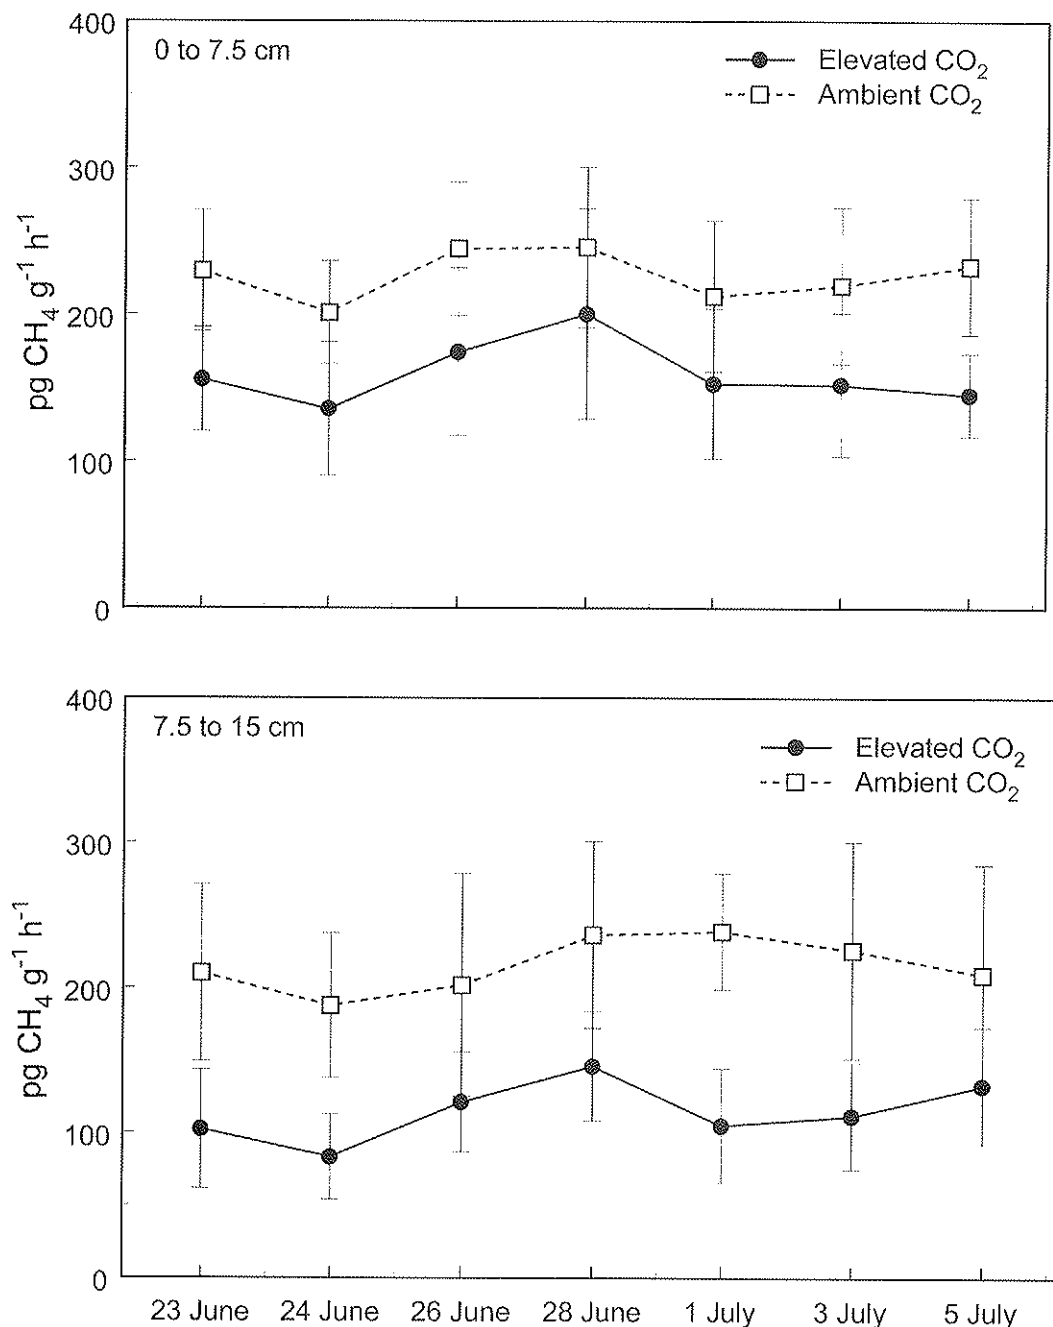 400
0 to 7.5 cm
Elevated CO₂
Ambient CO₂
300
200
100
0
pg CH₄ g⁻¹ h⁻¹
400
7.5 to 15 cm
Elevated CO₂
Ambient CO₂
300
200
100
0
pg CH₄ g⁻¹ h⁻¹
23 June 24 June 26 June 28 June 1 July 3 July 5 July